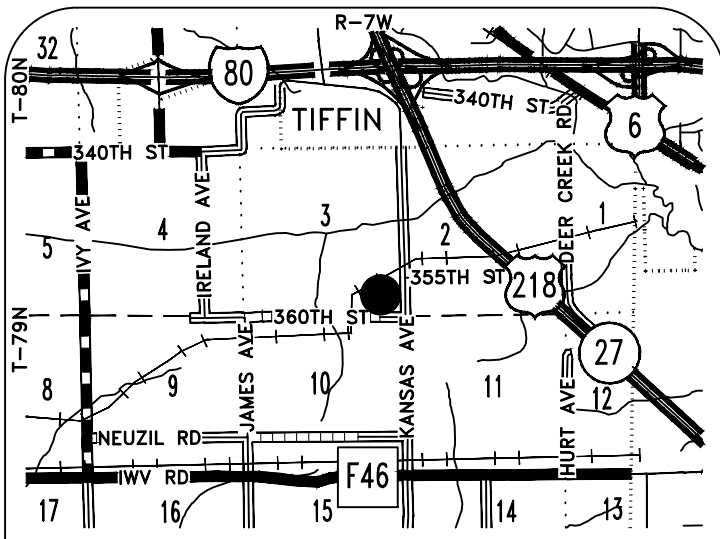 R-7W
32
T-80N
80
TIFFIN
340TH ST
6
340TH ST
IVY AVE
IRELAND AVE
DEER CREEK RD
5
4
3
2
1
355TH ST
218
T-79N
360TH ST
27
JAMES AVE
KANSAS AVE
HURT AVE
8
9
10
11
12
NEUZIL RD
IWV RD
F46
17
16
15
14
13